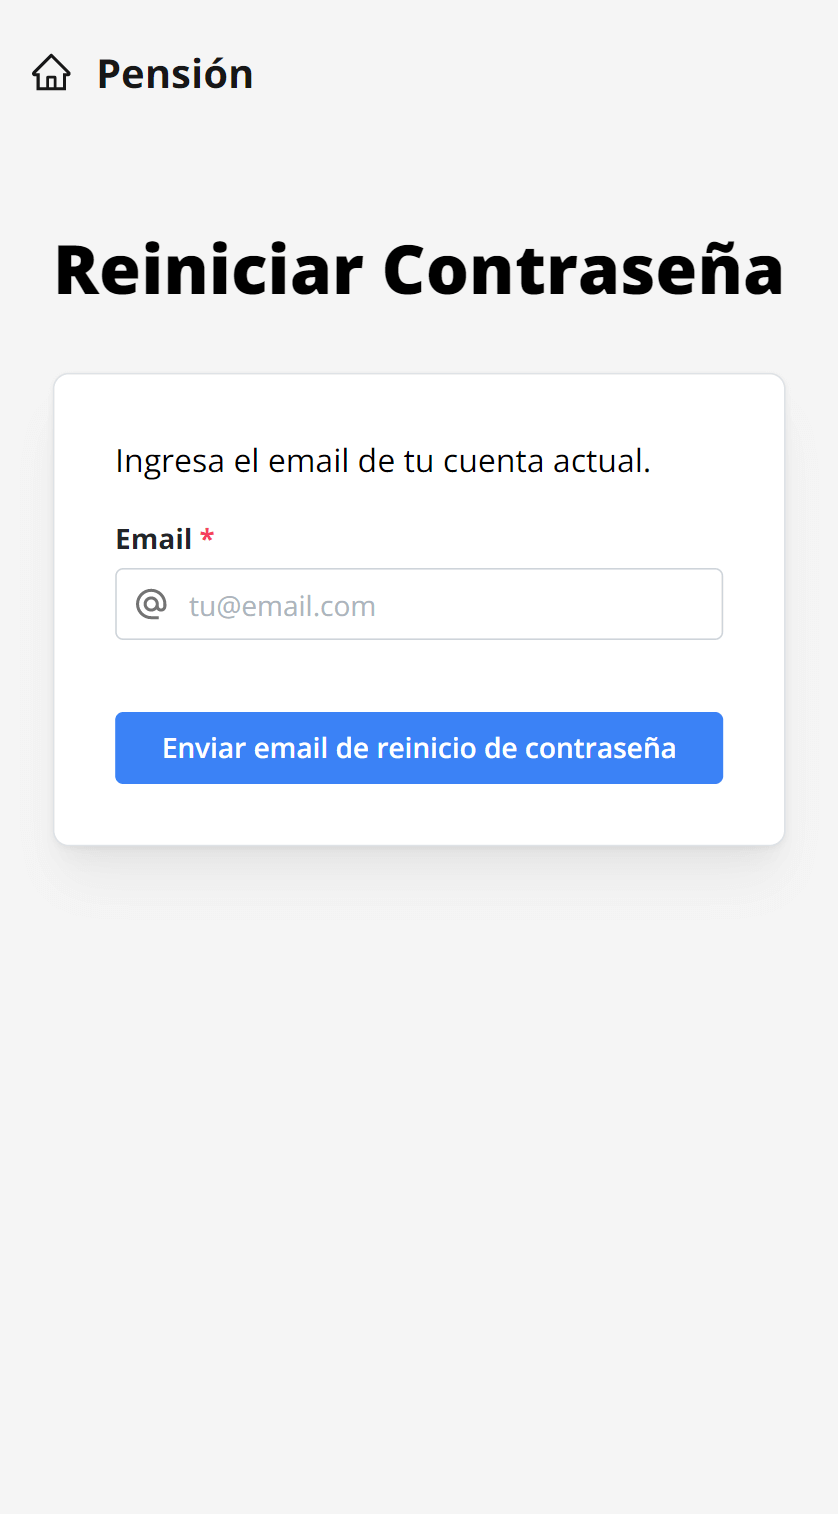 Pensión
Reiniciar Contraseña
Ingresa el email de tu cuenta actual.
Email *
tu@email.com
Enviar email de reinicio de contraseña